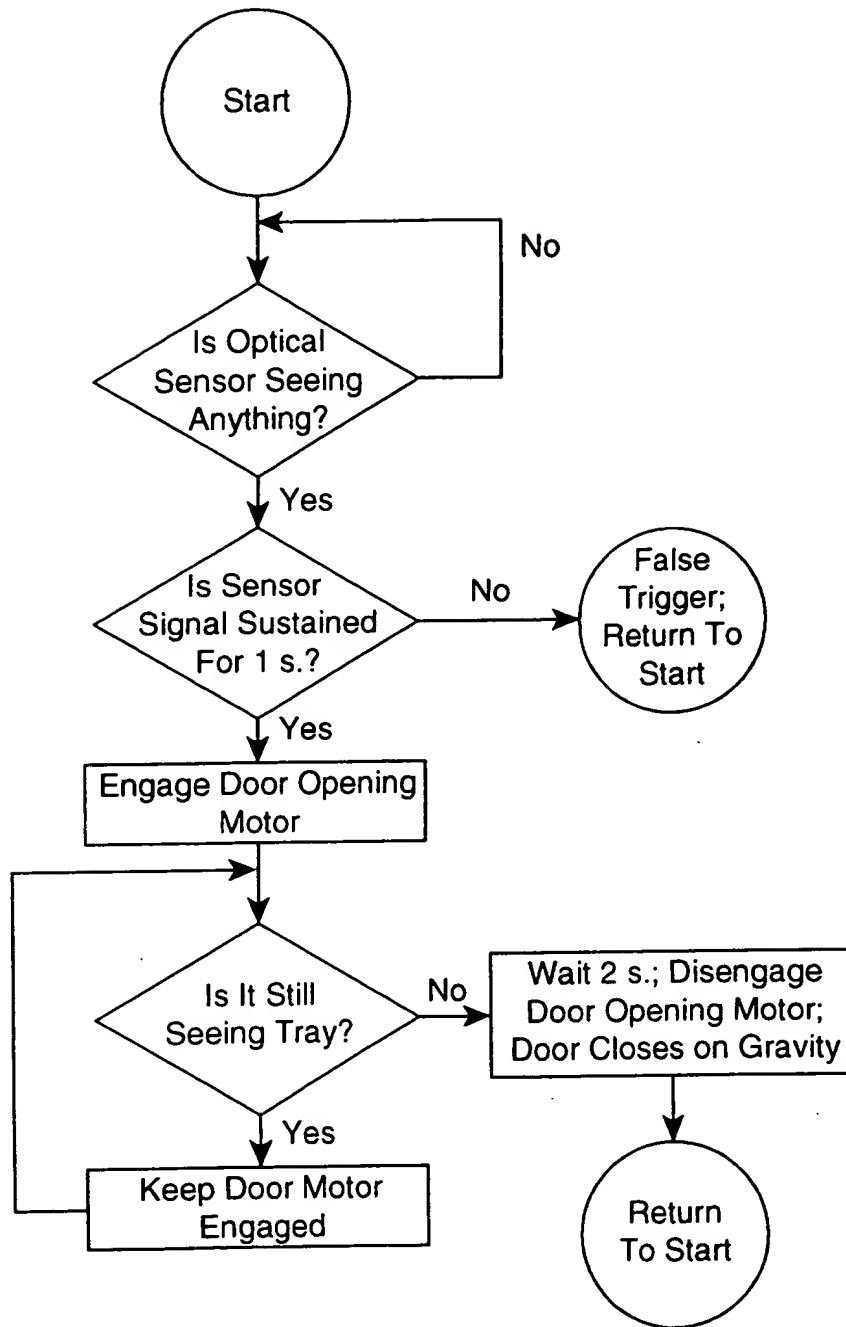 Start
No
Is Optical
Sensor Seeing
Anything?
Yes
Is Sensor
Signal Sustained
For 1 s.?
No
False
Trigger;
Return To
Start
Yes
Engage Door Opening
Motor
Is It Still
Seeing Tray?
No
Wait 2 s.; Disengage
Door Opening Motor;
Door Closes on Gravity
Yes
Keep Door Motor
Engaged
Return
To Start